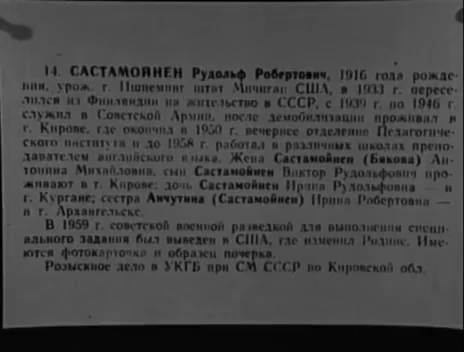 14. САСТАМОЙНЕН Рудольф Робертович, 1916 года рожде-
ния, урож. г. Ишпеминг штат Мичиган США, в 1933 г. пересе-
лился из Финляндии на жительство в СССР, с 1939 г. по 1946 г.
служил в Советской Армии, после демобилизации проживал в
г. Кирове, где окончил в 1950 г. вечернее отделение Педагогиче-
ского института и до 1958 г. работал в различных школах препо-
давателем английского языка. Жена Састамойнен (Бякова) Ан-
тонина Михайловна, сын Састамойнен Виктор Рудольфович про-
живают в г. Кирове; дочь Састамойнен Ирина Рудольфовна — в
г. Кургане; сестра Анчутина (Састамойнен) Ирина Робертовна —
в г. Архангельске.
В 1959 г. советской военной разведкой для выполнения специ-
ального задания был выведен в США, где изменил Родине. Име-
ются фотокарточка и образец почерка.
Розыскное дело в УКГБ при СМ СССР по Кировской обл.